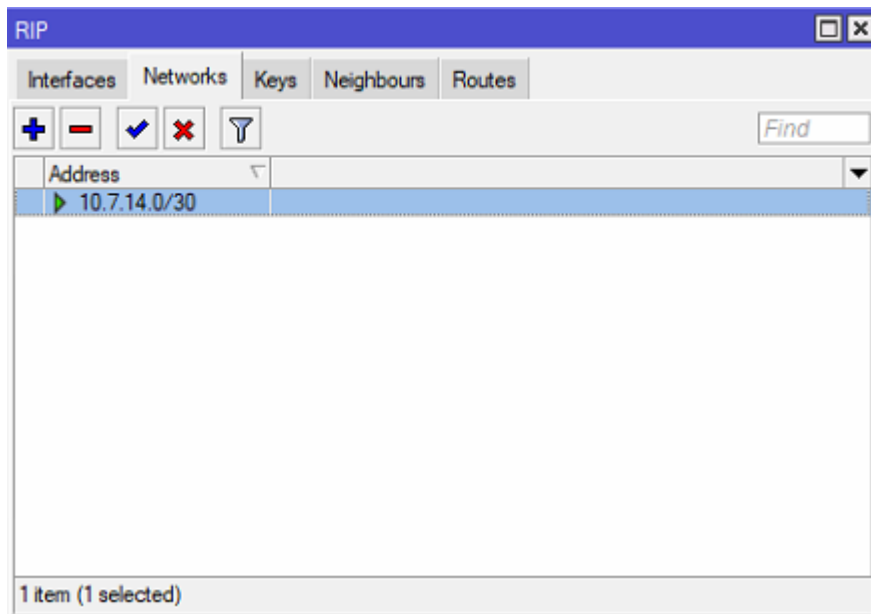 RIP
Interfaces Networks Keys Neighbours Routes
Find
Address
10.7.14.0/30
1 item (1 selected)